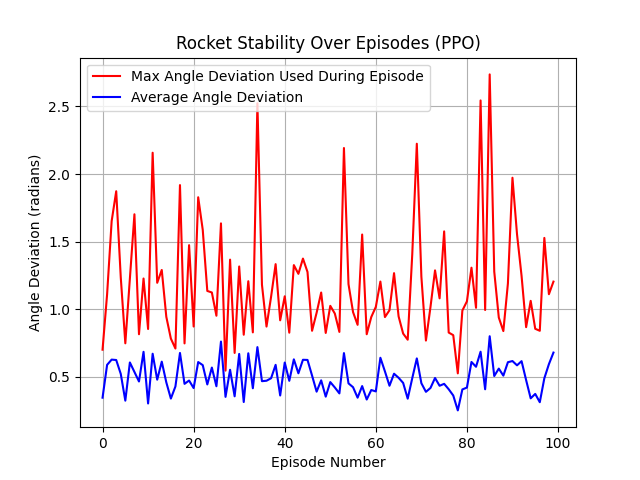 Rocket Stability Over Episodes (PPO)
Max Angle Deviation Used During Episode
Average Angle Deviation
Angle Deviation (radians)
2.5
2.0
1.5
1.0
0.5
0 20 40 60 80 100
Episode Number